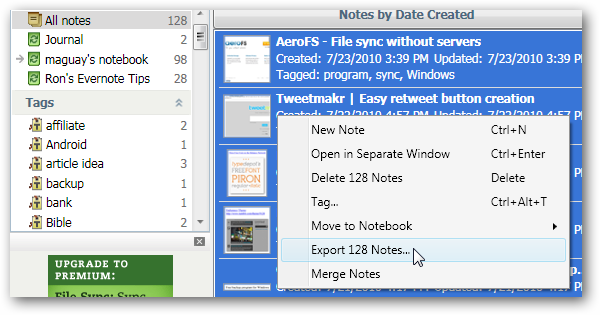 All notes 128
Journal 2
maguay's notebook 98
Ron's Evernote Tips 28
Tags
affiliate 2
Android 1
article idea 3
backup 1
bank 1
Bible 2
UPGRADE TO
PREMIUM:
File Sync: Sync
Notes by Date Created
AeroFS - File sync without servers
Created: 7/23/2010 3:39 PM Updated: 7/23/2010 3:39 P
Tagged: program, sync, Windows
Tweetmakr | Easy retweet button creation
Created: 7/23/2010 4:57 PM Updated: 7/23/2010 4:57 P
New Note Ctrl+N
Open in Separate Window Ctrl+Enter
Delete 128 Notes Delete
Tag... Ctrl+Alt+T
Move to Notebook
Export 128 Notes...
Merge Notes